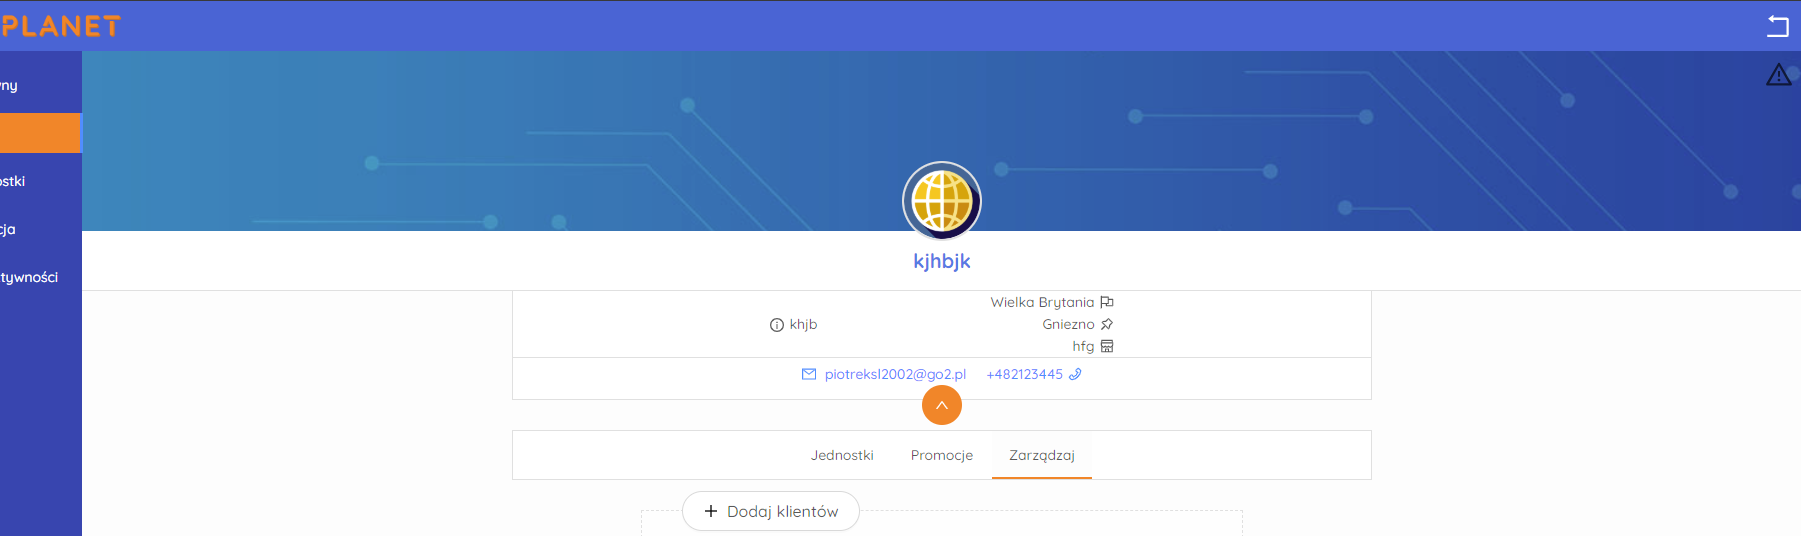 PLANET
ny
stki
cja
tywności
kjhbjk
Wielka Brytania
khjb
Gniezno
hfg
piotreksl2002@go2.pl +482123445
Jednostki Promocje Zarządzaj
+ Dodaj klientów